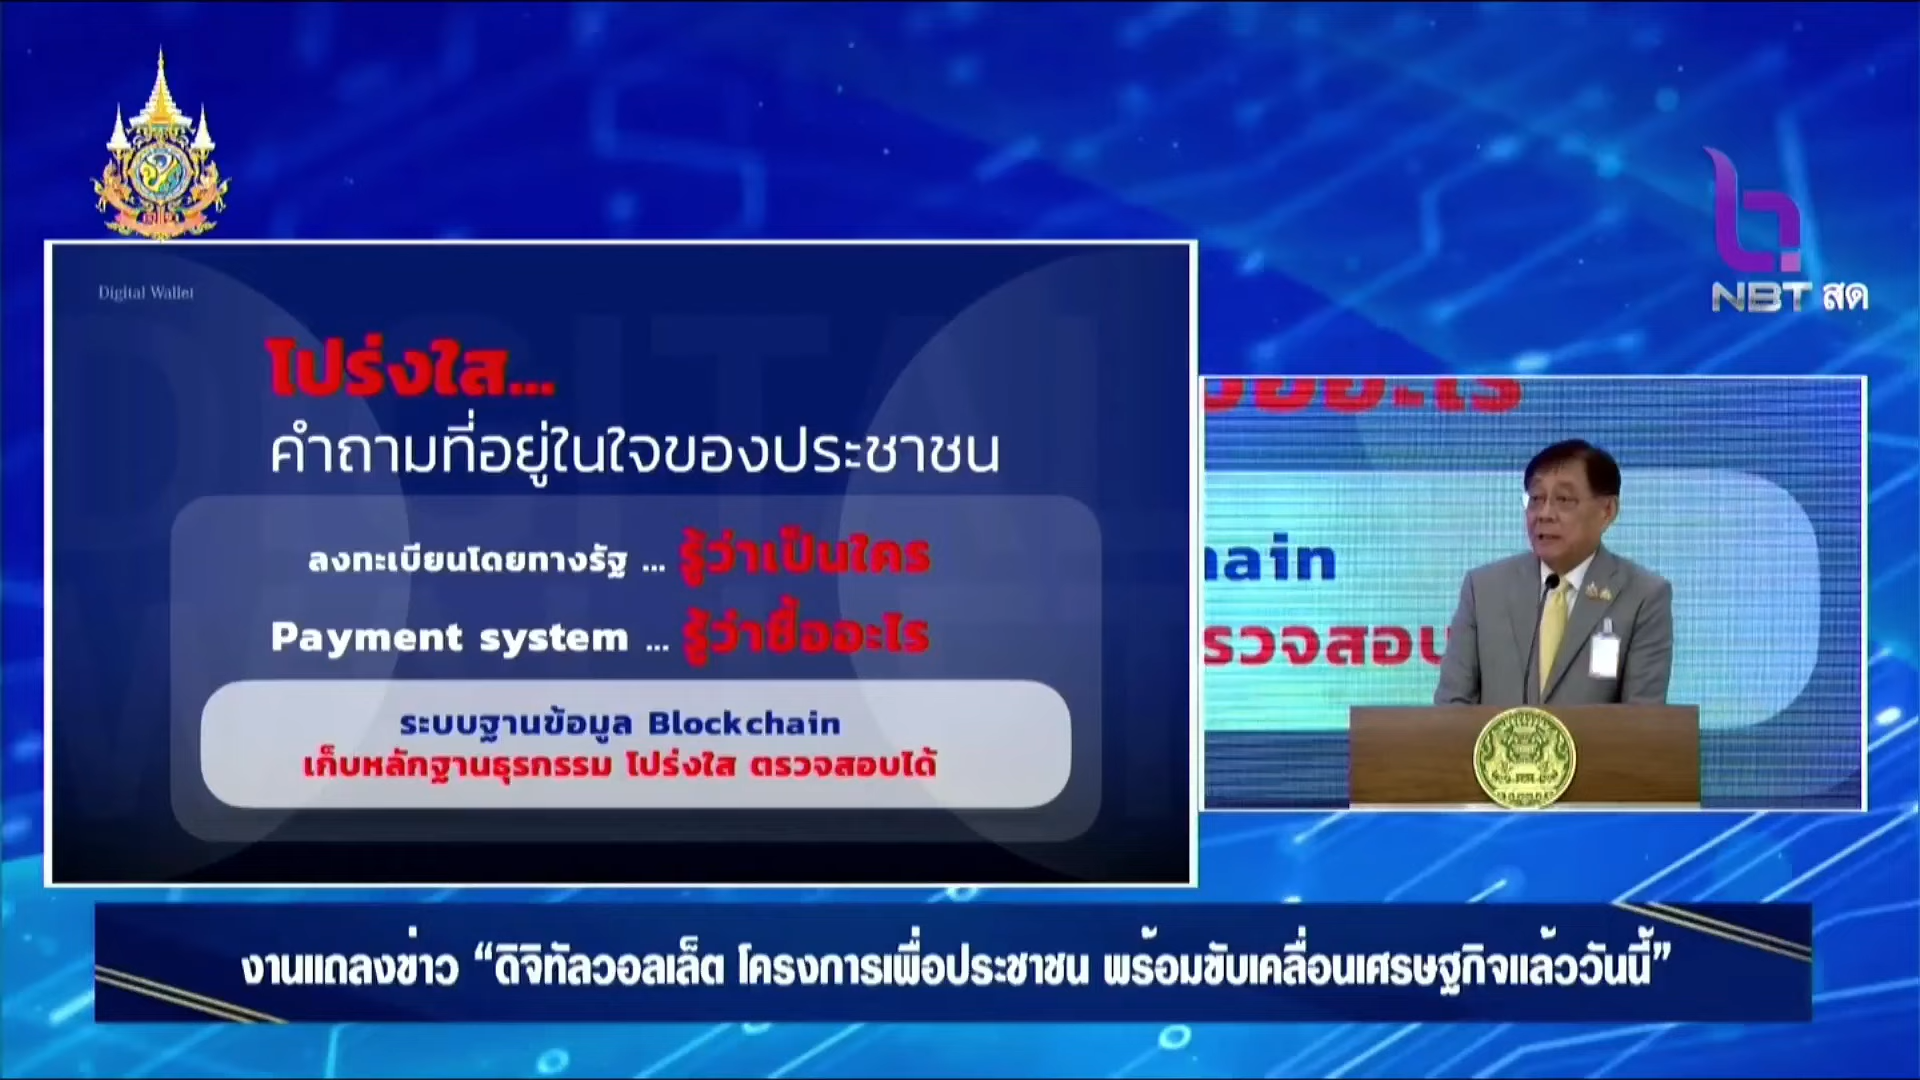 NBT สด
Digital Wallet
โปร่งใส...
คำถามที่อยู่ในใจของประชาชน
ลงทะเบียนโดยทางรัฐ ... รู้ว่าเป็นใคร
Payment system ... รู้ว่าซื้ออะไร
ระบบฐานข้อมูล Blockchain
เก็บหลักฐานธุรกรรม โปร่งใส ตรวจสอบได้
hain
ตรวจสอบ
งานแถลงข่าว “ดิจิทัลวอลเล็ต โครงการเพื่อประชาชน พร้อมขับเคลื่อนเศรษฐกิจแล้ววันนี้”